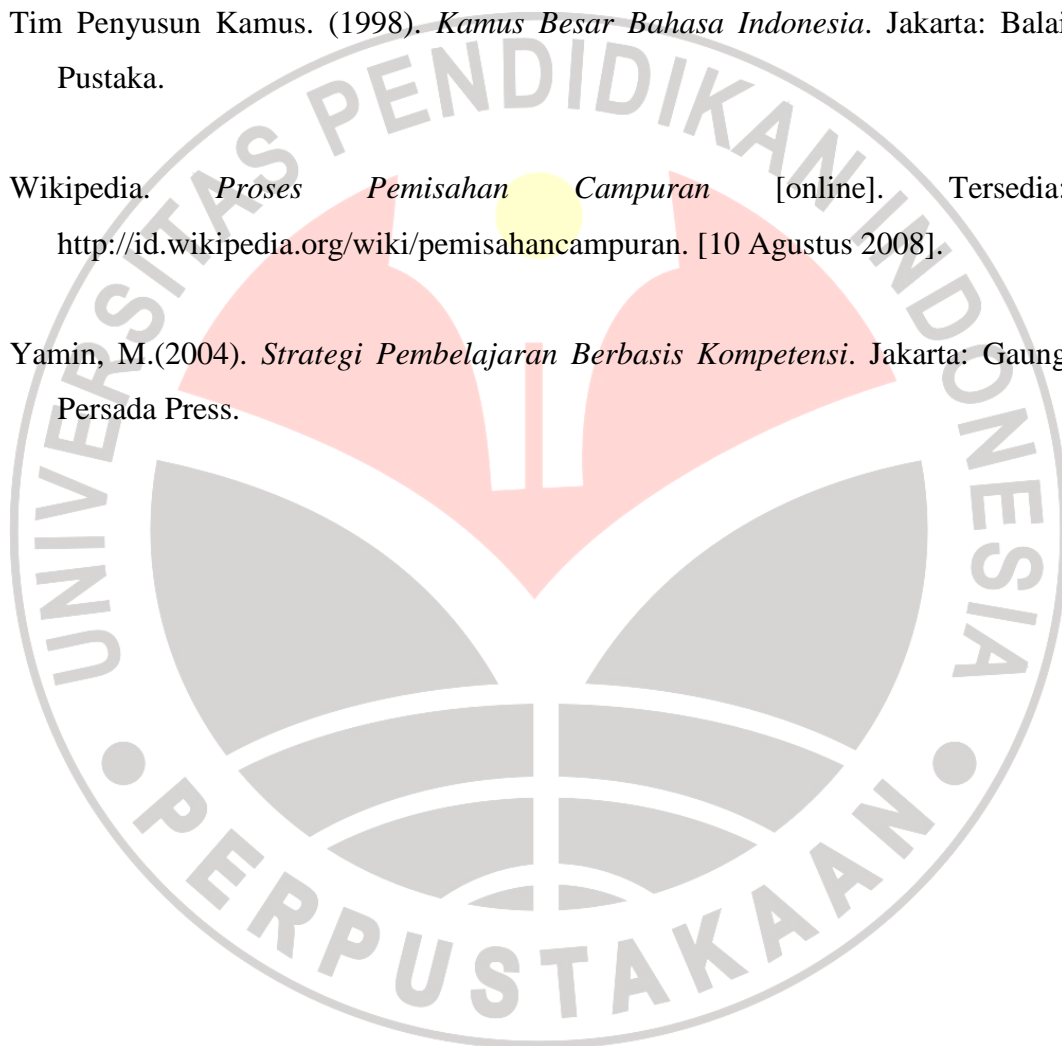 Tim Penyusun Kamus. (1998). Kamus Besar Bahasa Indonesia. Jakarta: Balai
Pustaka.
Wikipedia. Proses Pemisahan Campuran [online]. Tersedia:
http://id.wikipedia.org/wiki/pemisahancampuran. [10 Agustus 2008].
Yamin, M.(2004). Strategi Pembelajaran Berbasis Kompetensi. Jakarta: Gaung
Persada Press.
UNIVERSITAS PENDIDIKAN INDONESIA
PERPUSTAKAAN